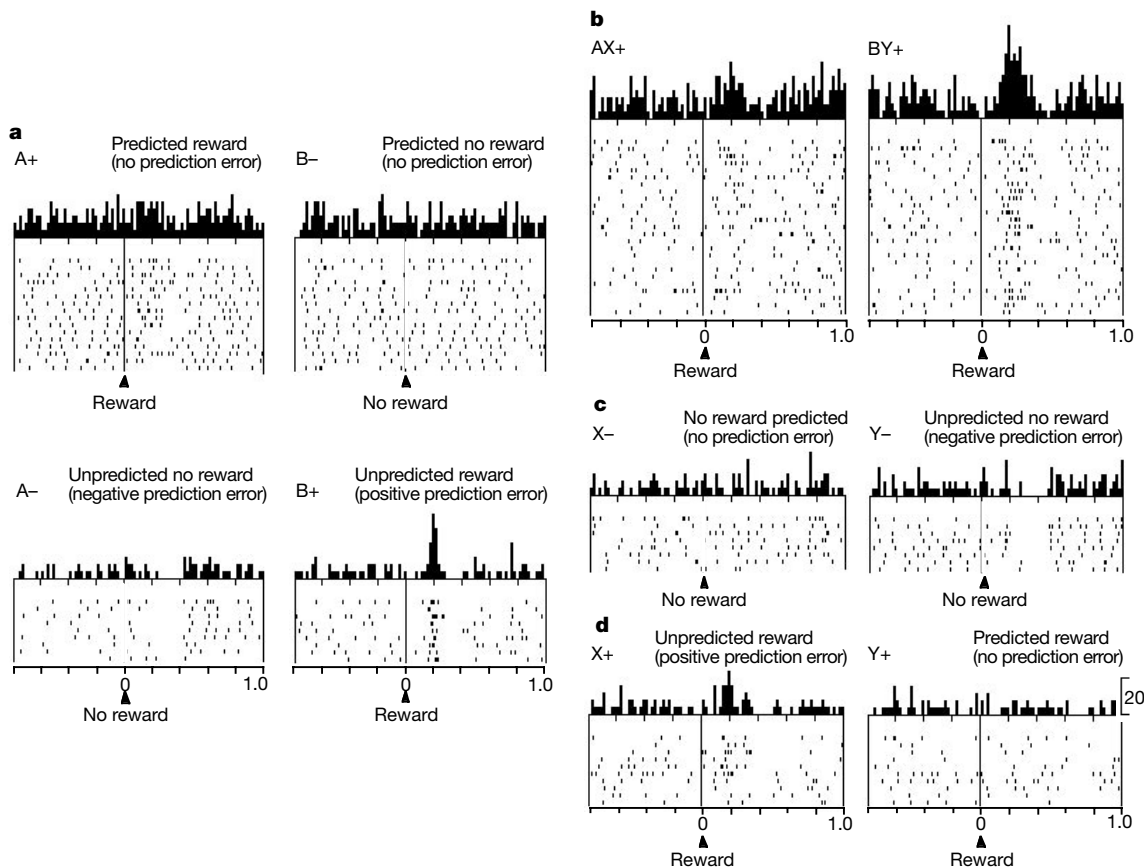 a
A+
Predicted reward
(no prediction error)
B–
Predicted no reward
(no prediction error)
Reward
No reward
A–
Unpredicted no reward
(negative prediction error)
B+
Unpredicted reward
(positive prediction error)
0
1.0
No reward
0
1.0
Reward
b
AX+
BY+
0
1.0
Reward
0
1.0
Reward
c
X–
No reward predicted
(no prediction error)
Y–
Unpredicted no reward
(negative prediction error)
No reward
No reward
d
X+
Unpredicted reward
(positive prediction error)
Y+
Predicted reward
(no prediction error)
20
0
1.0
Reward
0
1.0
Reward